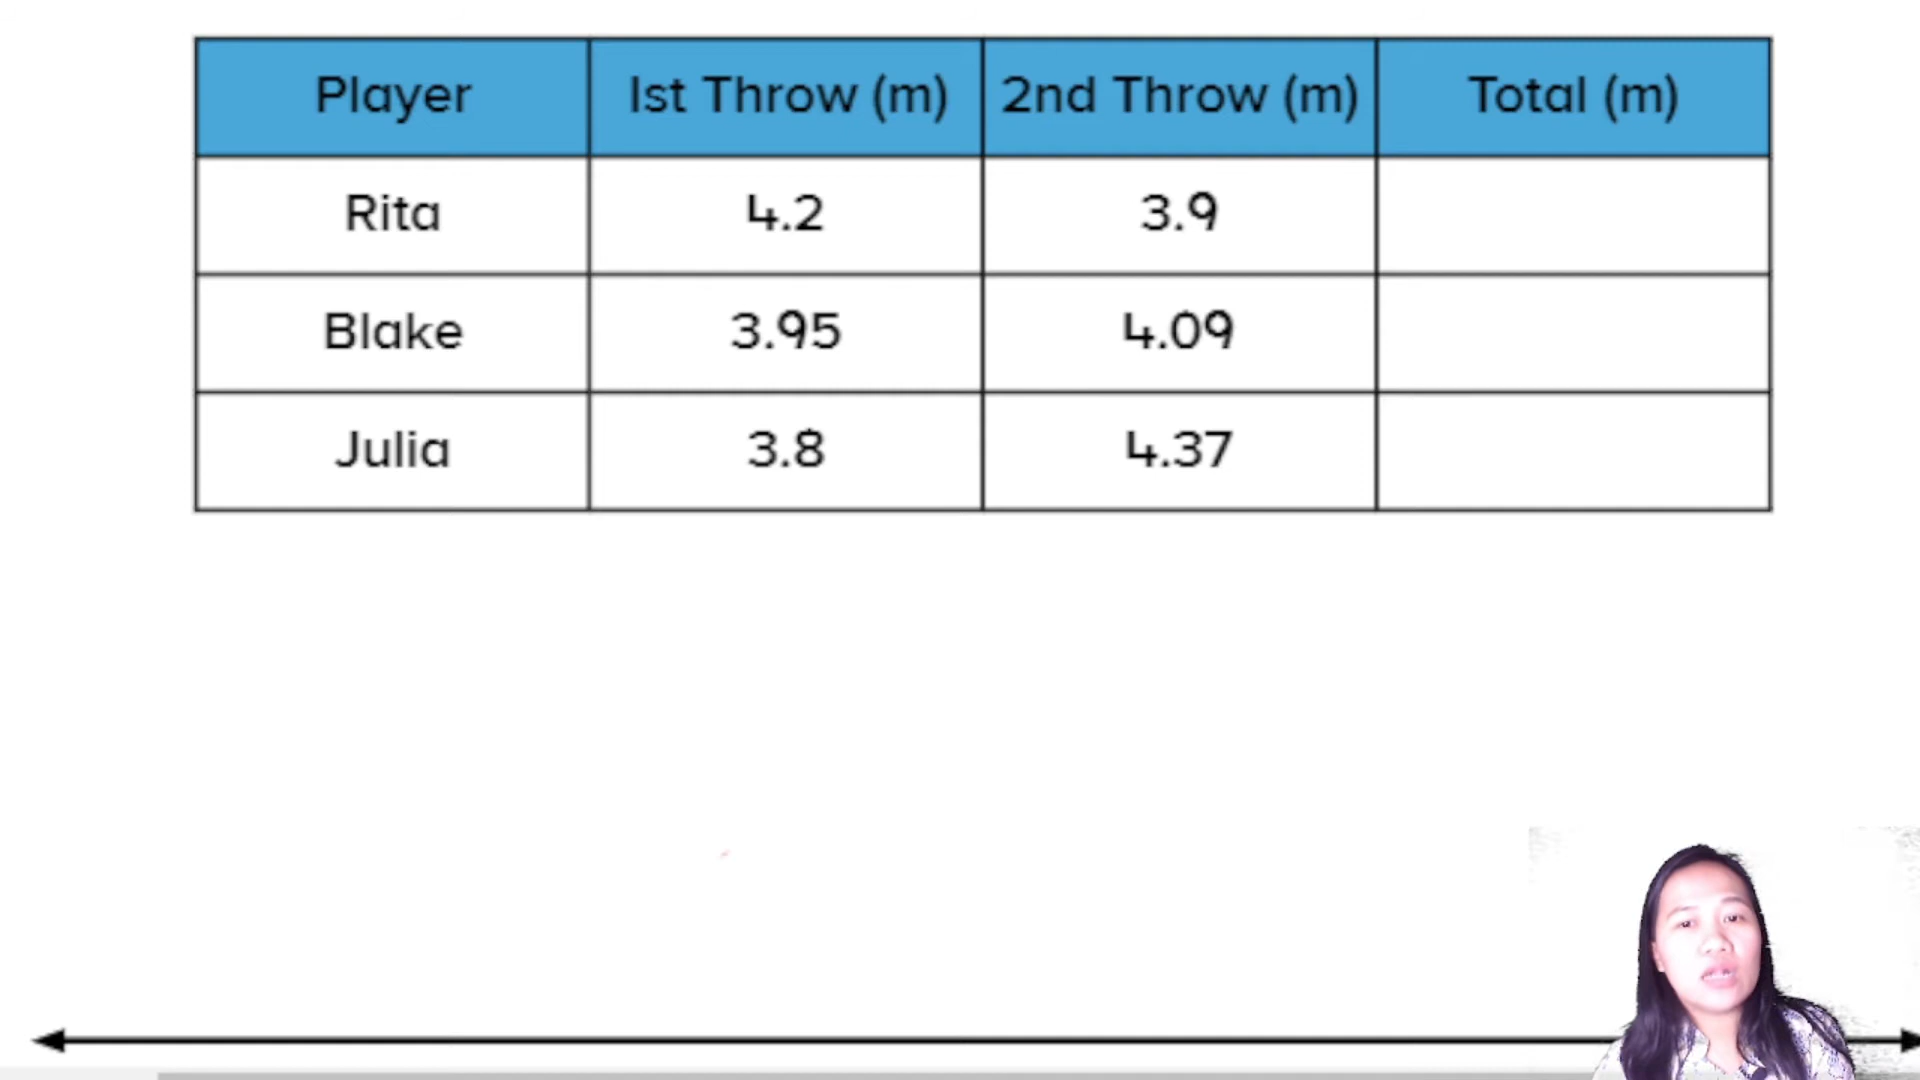 Player 1st Throw (m) 2nd Throw (m) Total (m)
Rita 4.2 3.9
Blake 3.95 4.09
Julia 3.8 4.37